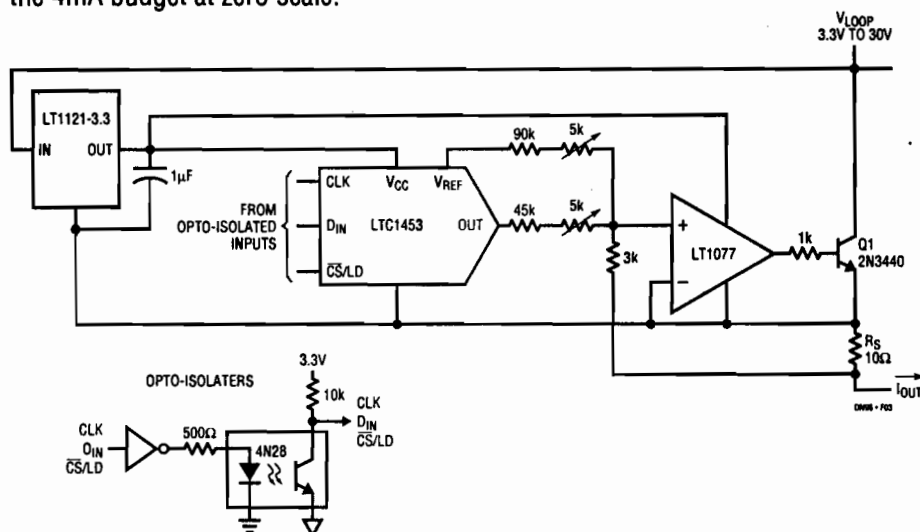 the 4mA budget at zero scale.
VLOOP
3.3V TO 30V
LT1121-3.3
IN
OUT
1µF
90k
5k
FROM
OPTO-ISOLATED
INPUTS
CLK
DIN
CS/LD
VCC
VREF
LTC1453
OUT
45k
5k
3k
+
−
LT1077
1k
Q1
2N3440
RS
10Ω
IOUT
OPTO-ISOLATERS
3.3V
10k
CLK
DIN
CS/LD
CLK
DIN
CS/LD
500Ω
4N28